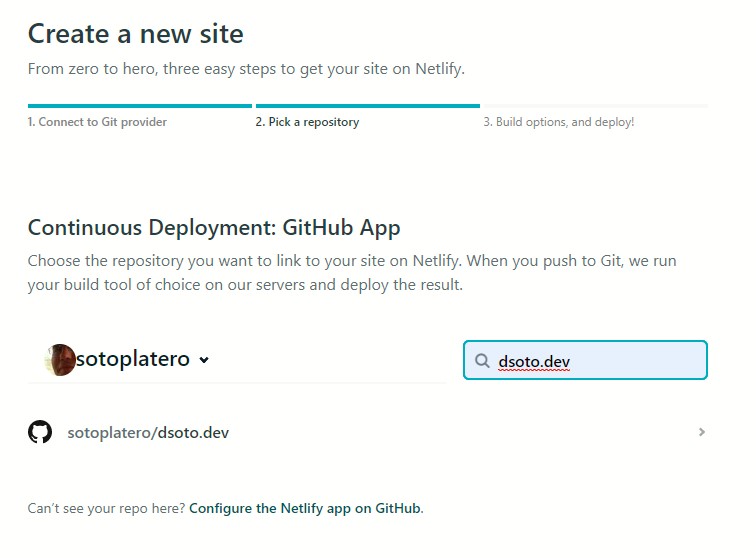 Create a new site
From zero to hero, three easy steps to get your site on Netlify.
1. Connect to Git provider
2. Pick a repository
3. Build options, and deploy!
Continuous Deployment: GitHub App
Choose the repository you want to link to your site on Netlify. When you push to Git, we run
your build tool of choice on our servers and deploy the result.
sotoplatero
dsoto.dev
sotoplatero/dsoto.dev
Can't see your repo here? Configure the Netlify app on GitHub.